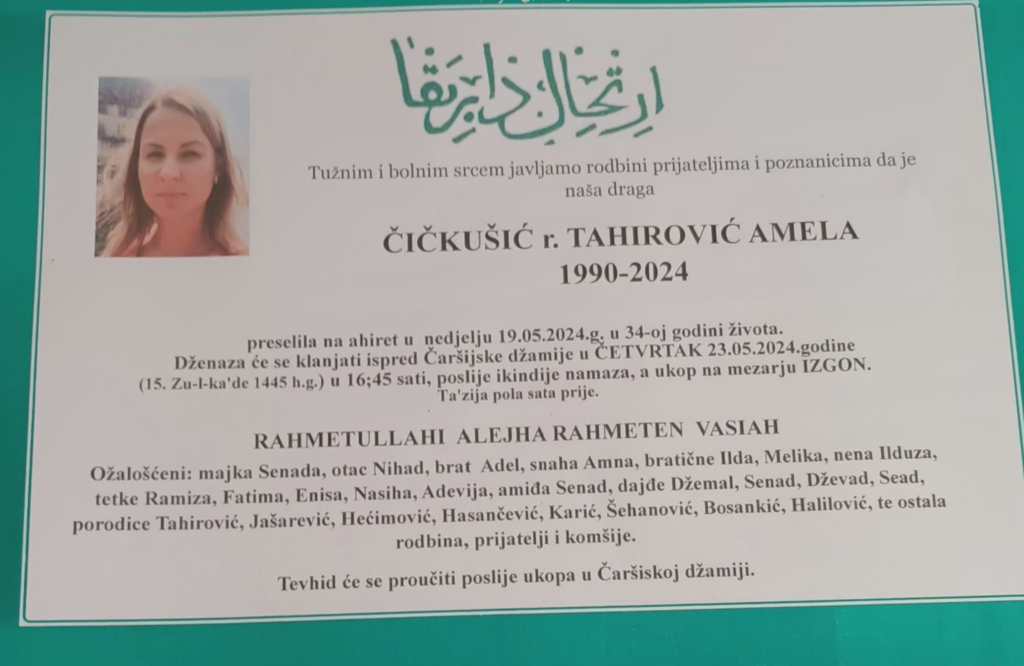 ارتحال دار بقا
Tužnim i bolnim srcem javljamo rodbini prijateljima i poznanicima da je
naša draga
ČIČKUŠIĆ r. TAHIROVIĆ AMELA
1990-2024
preselila na ahiret u nedjelju 19.05.2024.g. u 34-oj godini života.
Dženaza će se klanjati ispred Čaršijske džamije u ČETVRTAK 23.05.2024.godine
(15. Zu-l-ka'de 1445 h.g.) u 16;45 sati, poslije ikindije namaza, a ukop na mezarju IZGON.
Ta'zija pola sata prije.
RAHMETULLAHI ALEJHA RAHMETEN VASIAH
Ožalošćeni: majka Senada, otac Nihad, brat Adel, snaha Amna, bratične Ilda, Melika, nena Ilduza,
tetke Ramiza, Fatima, Enisa, Nasiha, Adevija, amiđa Senad, dajđe Džemal, Senad, Dževad, Sead,
porodice Tahirović, Jašarević, Hećimović, Hasančević, Karić, Šehanović, Bosankić, Halilović, te ostala
rodbina, prijatelji i komšije.
Tevhid će se proučiti poslije ukopa u Čaršiskoj džamiji.